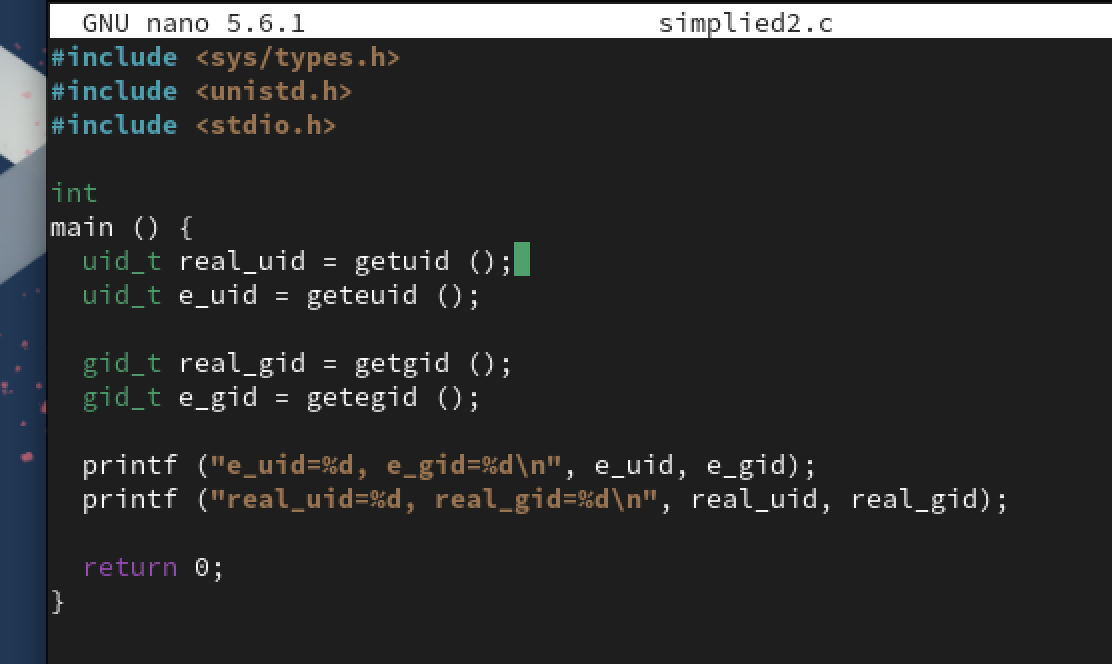 GNU nano 5.6.1 simplied2.c
#include <sys/types.h>
#include <unistd.h>
#include <stdio.h>
int
main () {
uid_t real_uid = getuid ();
uid_t e_uid = geteuid ();
gid_t real_gid = getgid ();
gid_t e_gid = getegid ();
printf ("e_uid=%d, e_gid=%d\n", e_uid, e_gid);
printf ("real_uid=%d, real_gid=%d\n", real_uid, real_gid);
return 0;
}